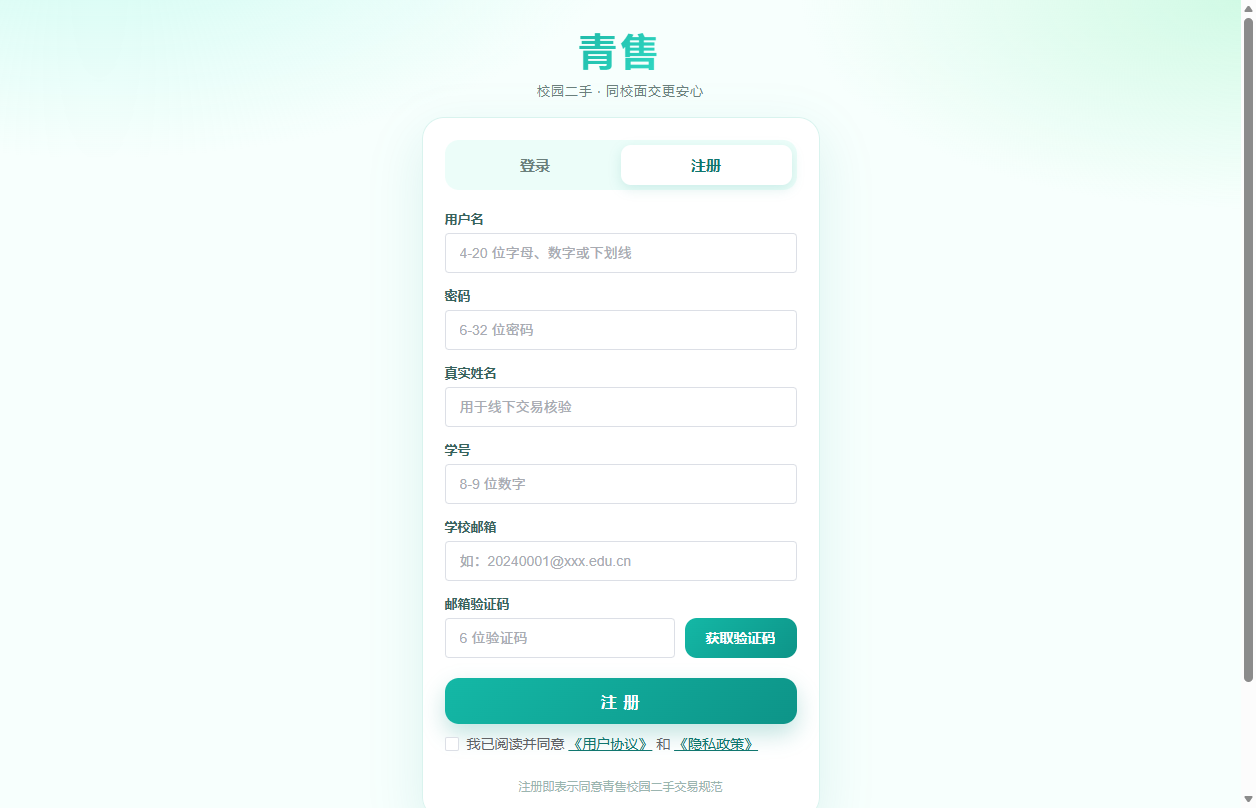 青售
校园二手 · 同校面交更安心
登录 注册
用户名
4-20 位字母、数字或下划线
密码
6-32 位密码
真实姓名
用于线下交易核验
学号
8-9 位数字
学校邮箱
如：20240001@xxx.edu.cn
邮箱验证码
6 位验证码 获取验证码
注 册
我已阅读并同意 《用户协议》 和 《隐私政策》
注册即表示同意青售校园二手交易规范